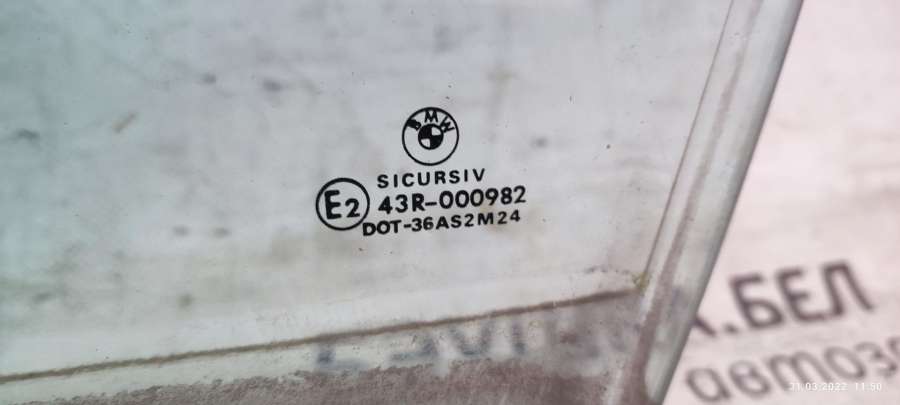 BMW
SICURSIV
E2 43R-000982
DOT-36AS2M24
.БЕЛ
31.03.2022 11:50